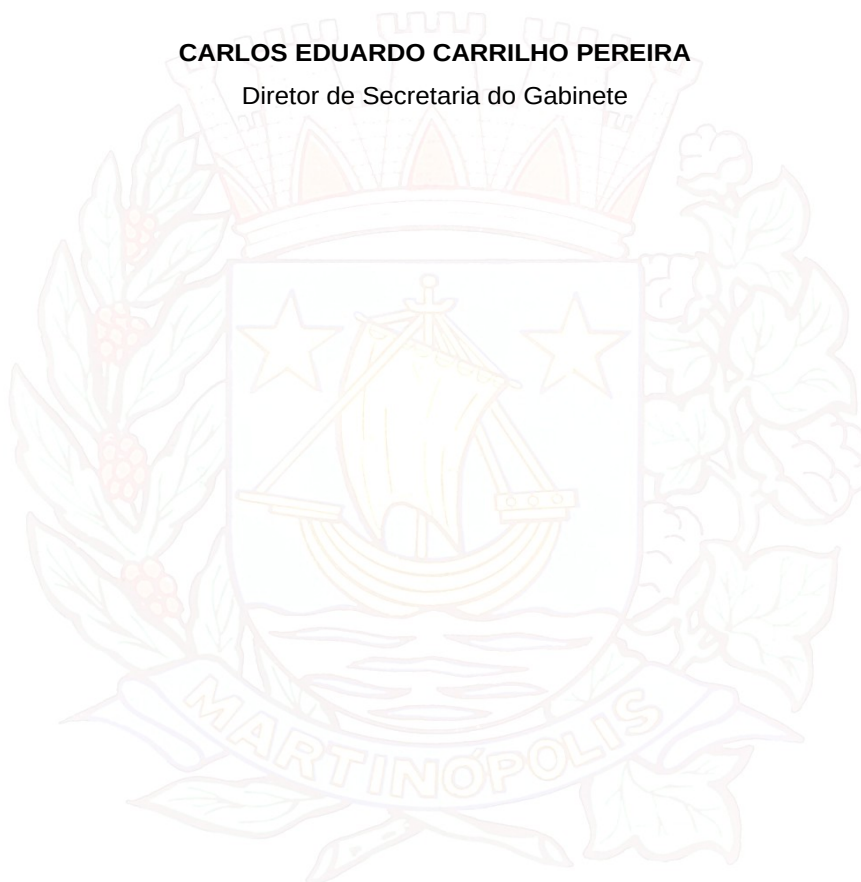 CARLOS EDUARDO CARRILHO PEREIRA
Diretor de Secretaria do Gabinete
MARTINÓPOLIS